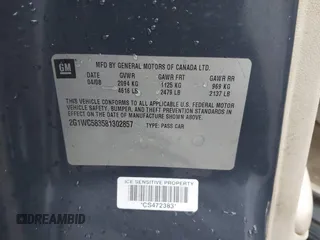 GM
MFD BY GENERAL MOTORS OF CANADA LTD.
DATE GVWR GAWR FRT GAWR RR
04/08 2094 KG 1125 KG 969 KG
4616 LB 2479 LB 2137 LB
THIS VEHICLE CONFORMS TO ALL APPLICABLE U.S. FEDERAL MOTOR
VEHICLE SAFETY, BUMPER, AND THEFT PREVENTION STANDARDS
IN EFFECT ON THE DATE OF MANUFACTURE SHOWN ABOVE.
2G1WC583581302857 TYPE: PASS CAR
ICE SENSITIVE PROPERTY
*CS472383*
DREAMBID